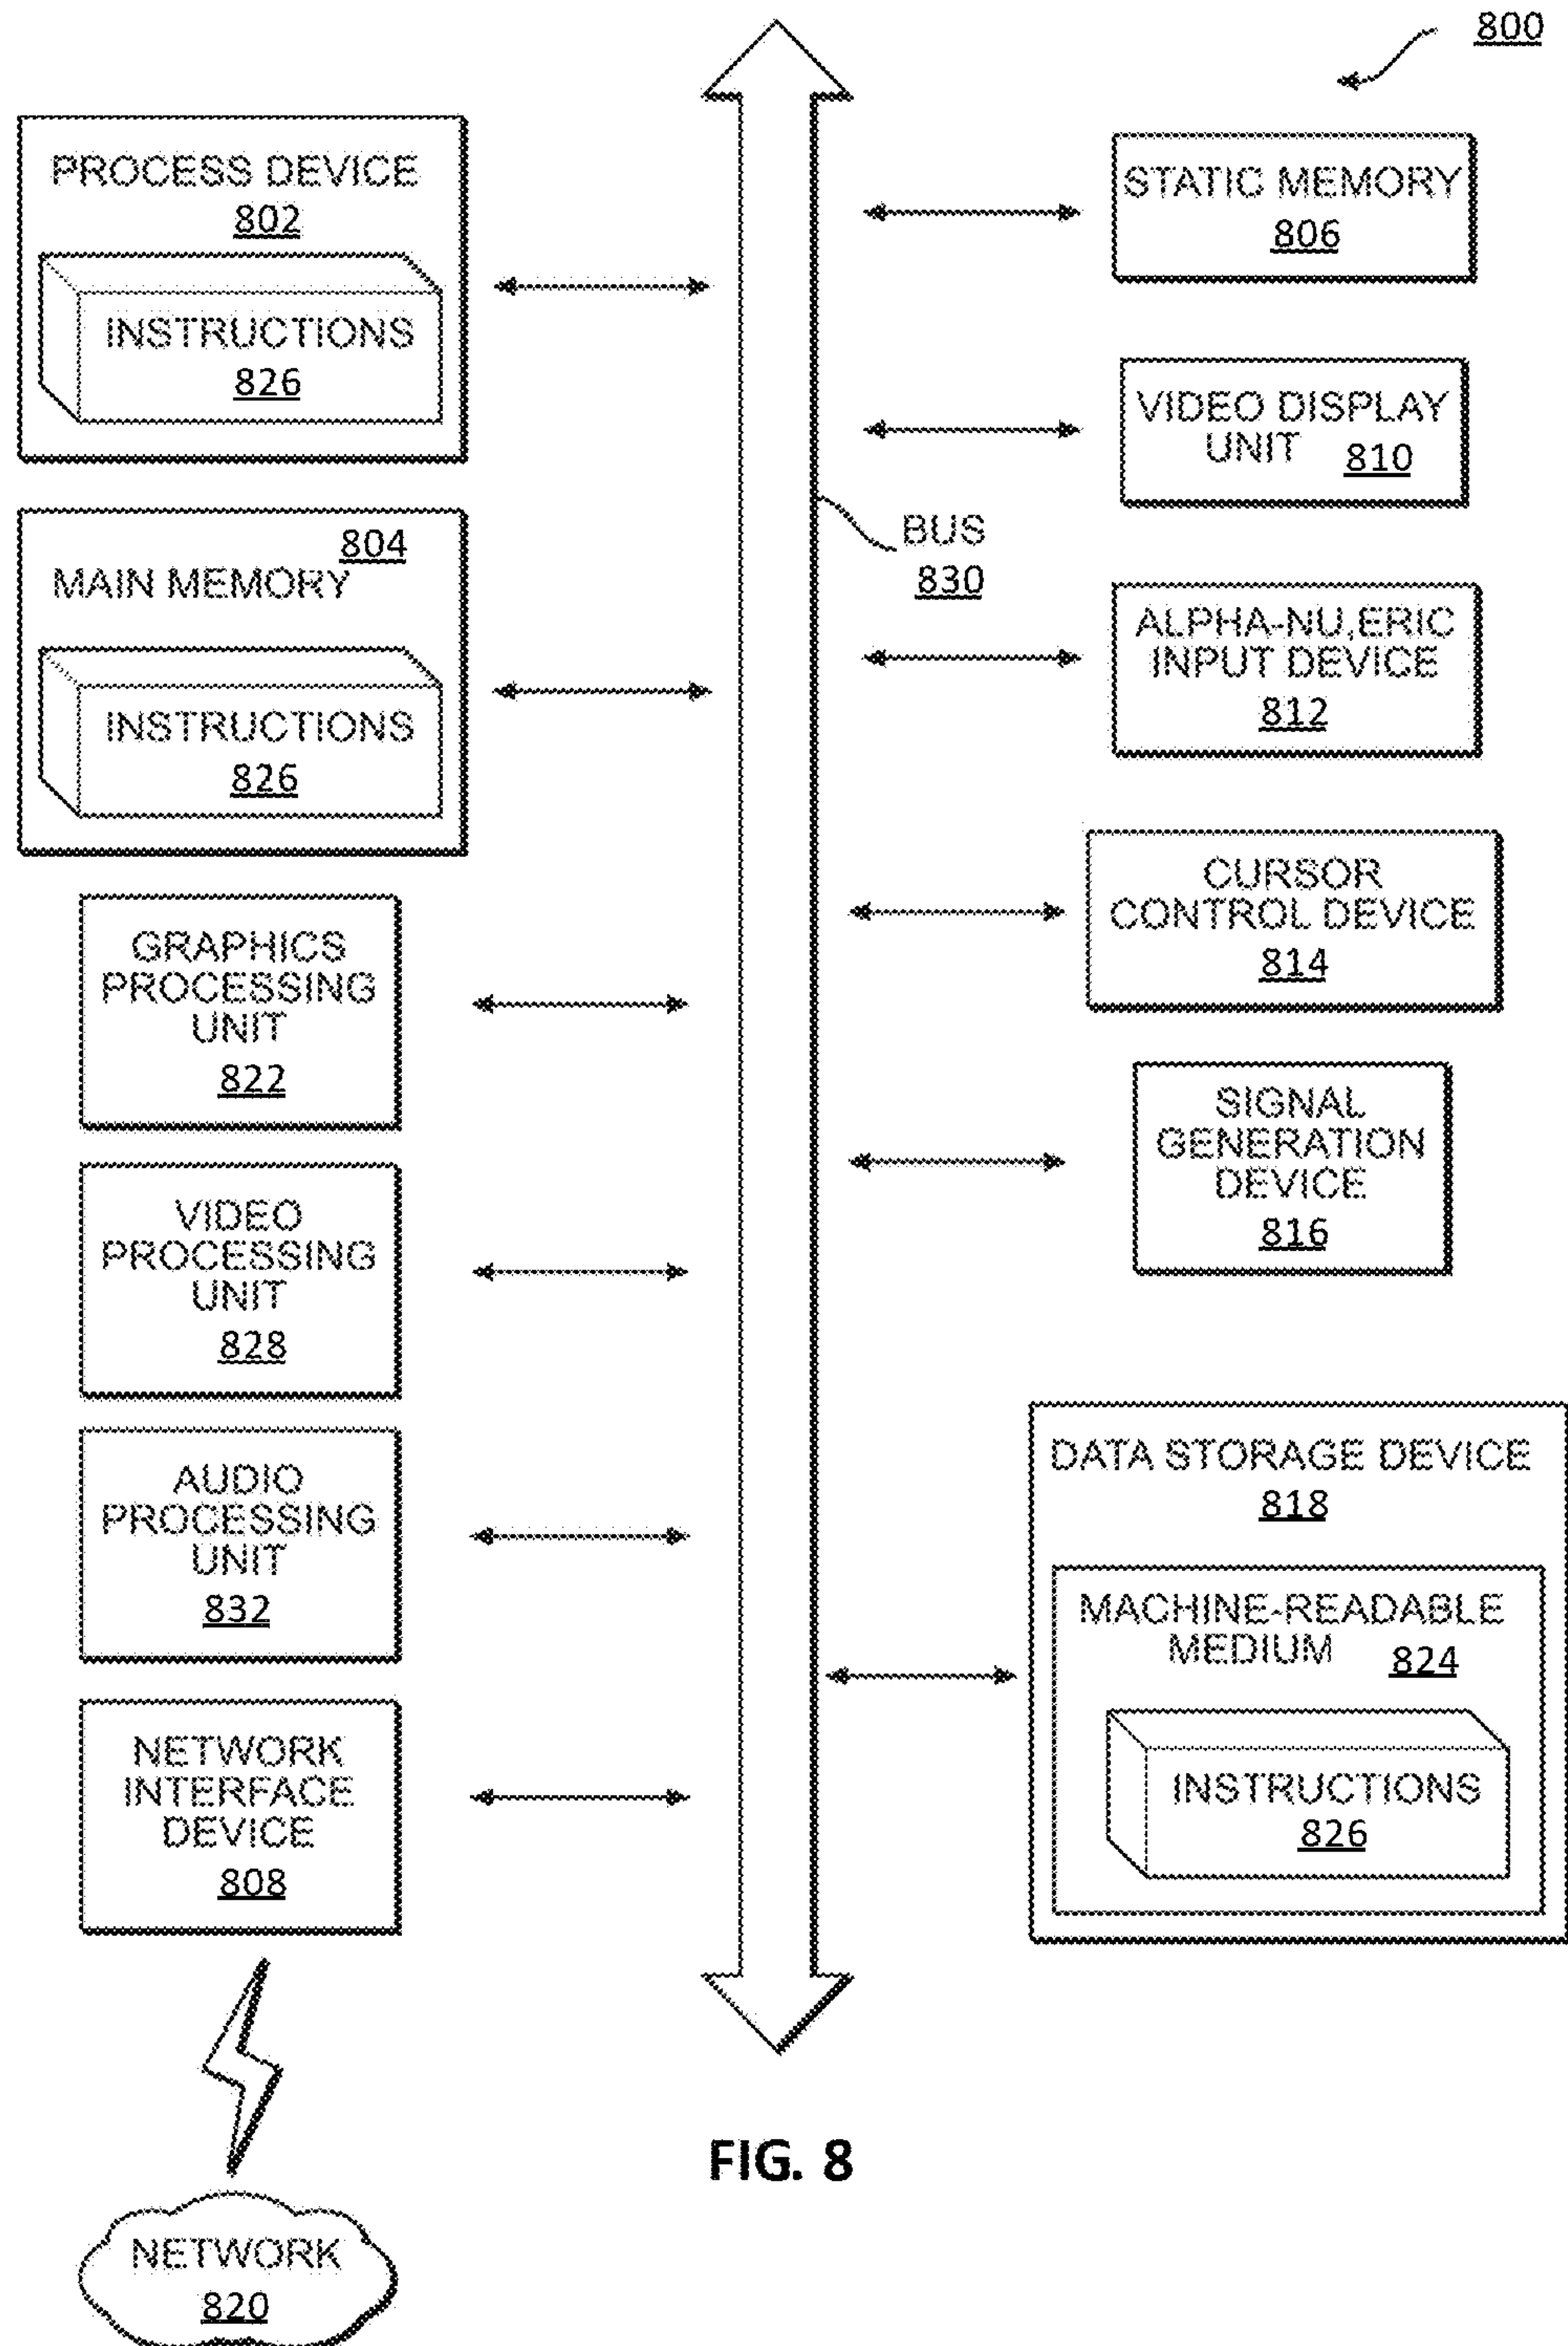 800
PROCESS DEVICE
802
INSTRUCTIONS
826
804
MAIN MEMORY
INSTRUCTIONS
826
GRAPHICS
PROCESSING
UNIT
822
VIDEO
PROCESSING
UNIT
828
AUDIO
PROCESSING
UNIT
832
NETWORK
INTERFACE
DEVICE
808
NETWORK
820
BUS
830
STATIC MEMORY
806
VIDEO DISPLAY
UNIT 810
ALPHA-NU,ERIC
INPUT DEVICE
812
CURSOR
CONTROL DEVICE
814
SIGNAL
GENERATION
DEVICE
816
DATA STORAGE DEVICE
818
MACHINE-READABLE
MEDIUM 824
INSTRUCTIONS
826
FIG. 8